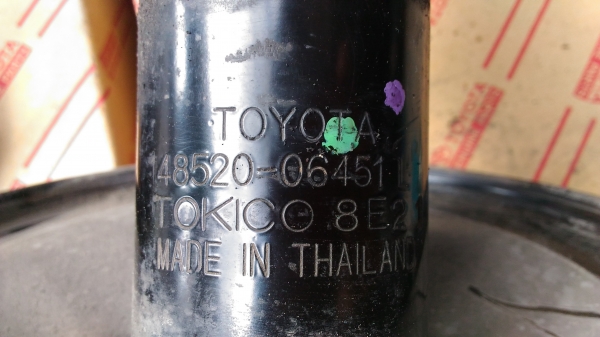 TOYOTA
48520-06451
TOKICO 8E2
MADE IN THAILAND